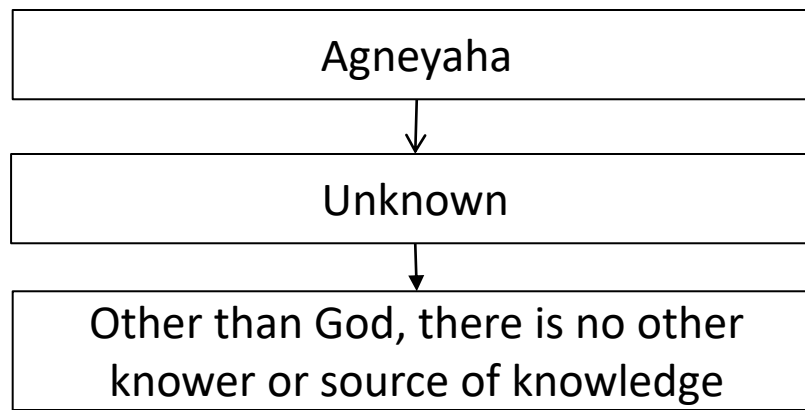 Agneyaha
Unknown
Other than God, there is no other
knower or source of knowledge